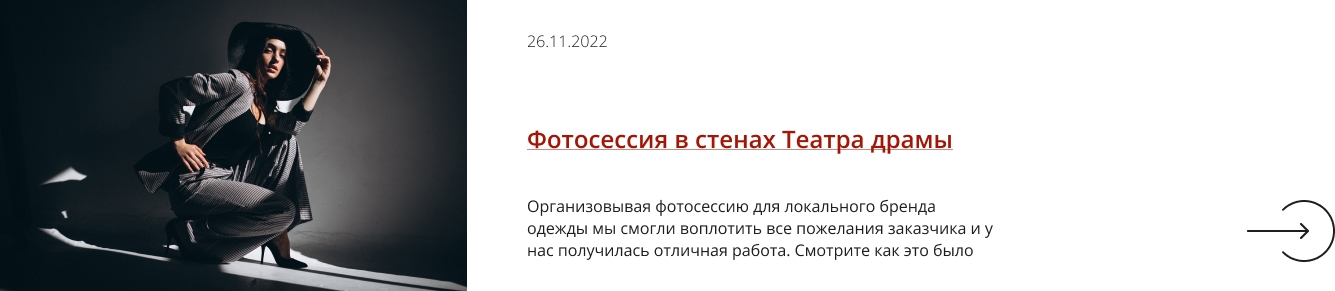 26.11.2022
Фотосессия в стенах Театра драмы
Организовывая фотосессию для локального бренда
одежды мы смогли воплотить все пожелания заказчика и у
нас получилась отличная работа. Смотрите как это было